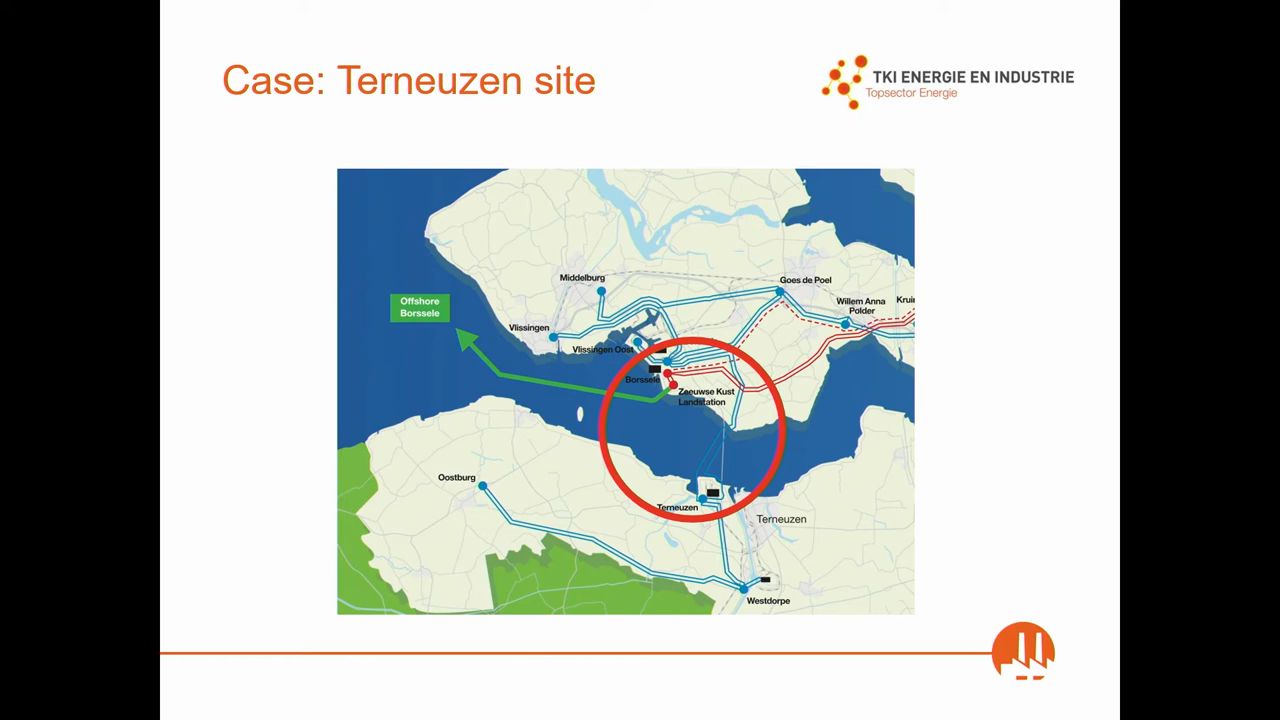 Case: Terneuzen site
TKI ENERGIE EN INDUSTRIE
Topsector Energie
Middelburg
Goes de Poel
Offshore
Borssele
Willem Anna
Polder
Krui
Vlissingen
Vlissingen Oost
Borssele
Zeeuwse Kust
Landstation
Oostburg
Terneuzen
Terneuzen
Westdorpe